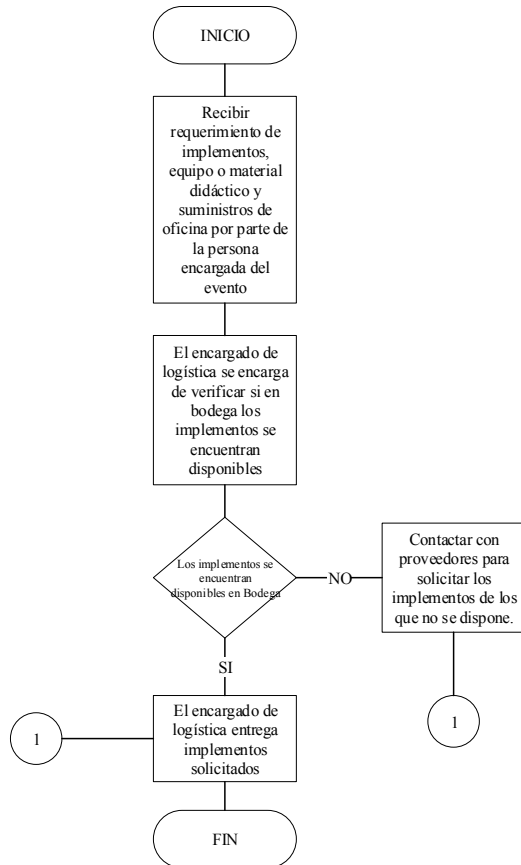 INICIO
Recibir
requerimiento de
implementos,
equipo o material
didáctico y
suministros de
oficina por parte de
la persona
encargada del
evento
El encargado de
logística se encarga
de verificar si en
bodega los
implementos se
encuentran
disponibles
Los implementos se
encuentran
disponibles en Bodega
NO
Contactar con
proveedores para
solicitar los
implementos de los
que no se dispone.
1
SI
1
El encargado de
logística entrega
implementos
solicitados
FIN